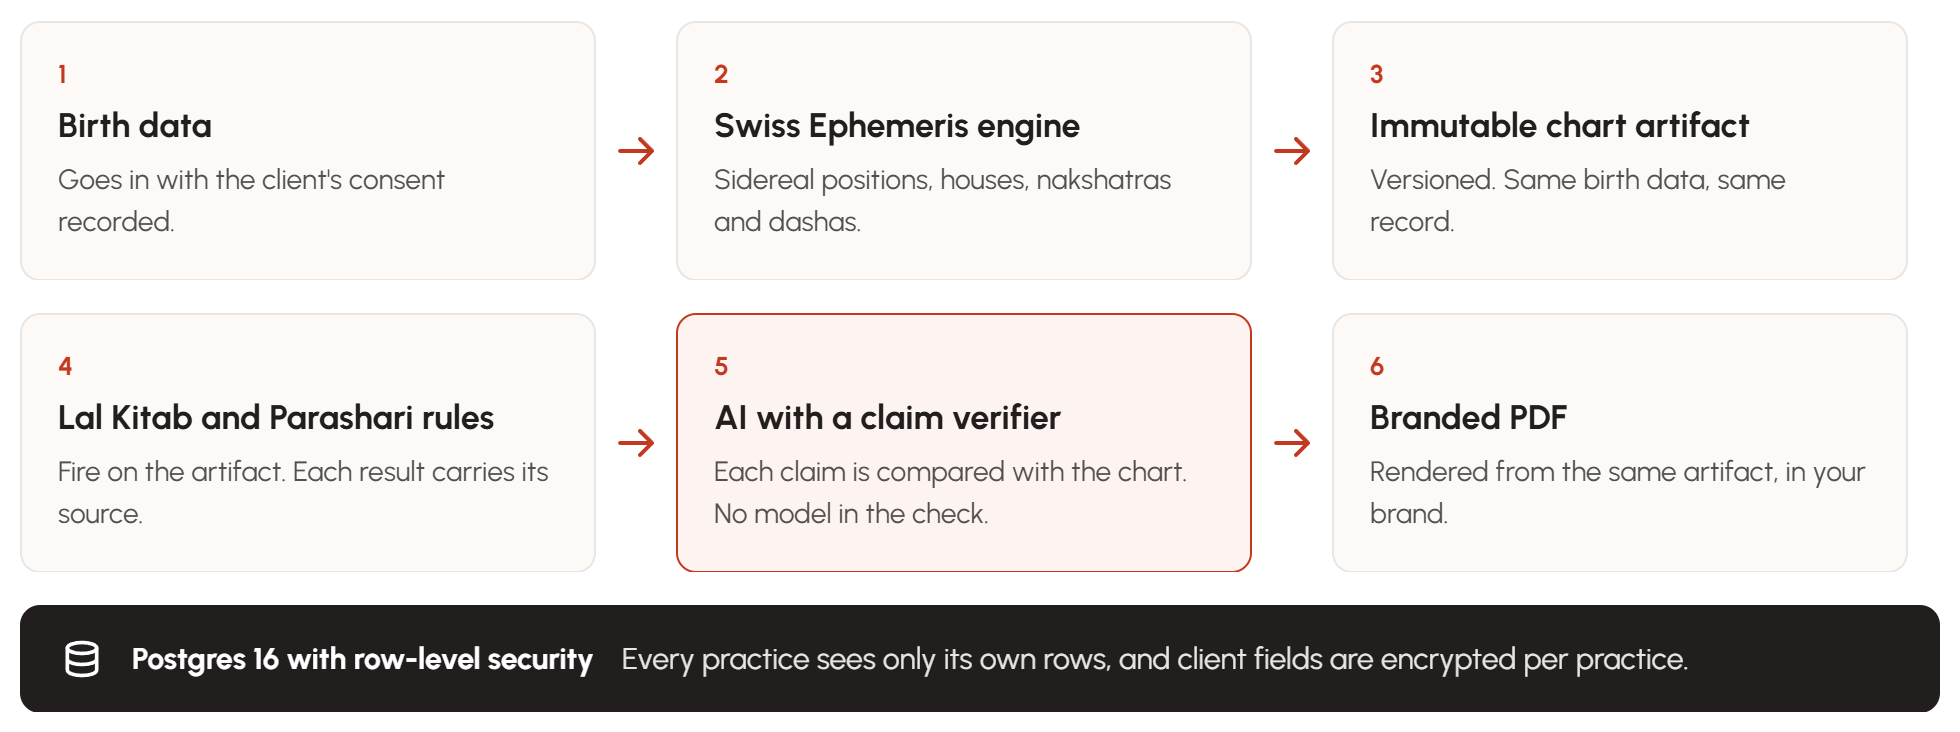 1
Birth data
Goes in with the client's consent
recorded.
2
Swiss Ephemeris engine
Sidereal positions, houses, nakshatras
and dashas.
3
Immutable chart artifact
Versioned. Same birth data, same
record.
4
Lal Kitab and Parashari rules
Fire on the artifact. Each result carries its
source.
5
AI with a claim verifier
Each claim is compared with the chart.
No model in the check.
6
Branded PDF
Rendered from the same artifact, in your
brand.
Postgres 16 with row-level security Every practice sees only its own rows, and client fields are encrypted per practice.